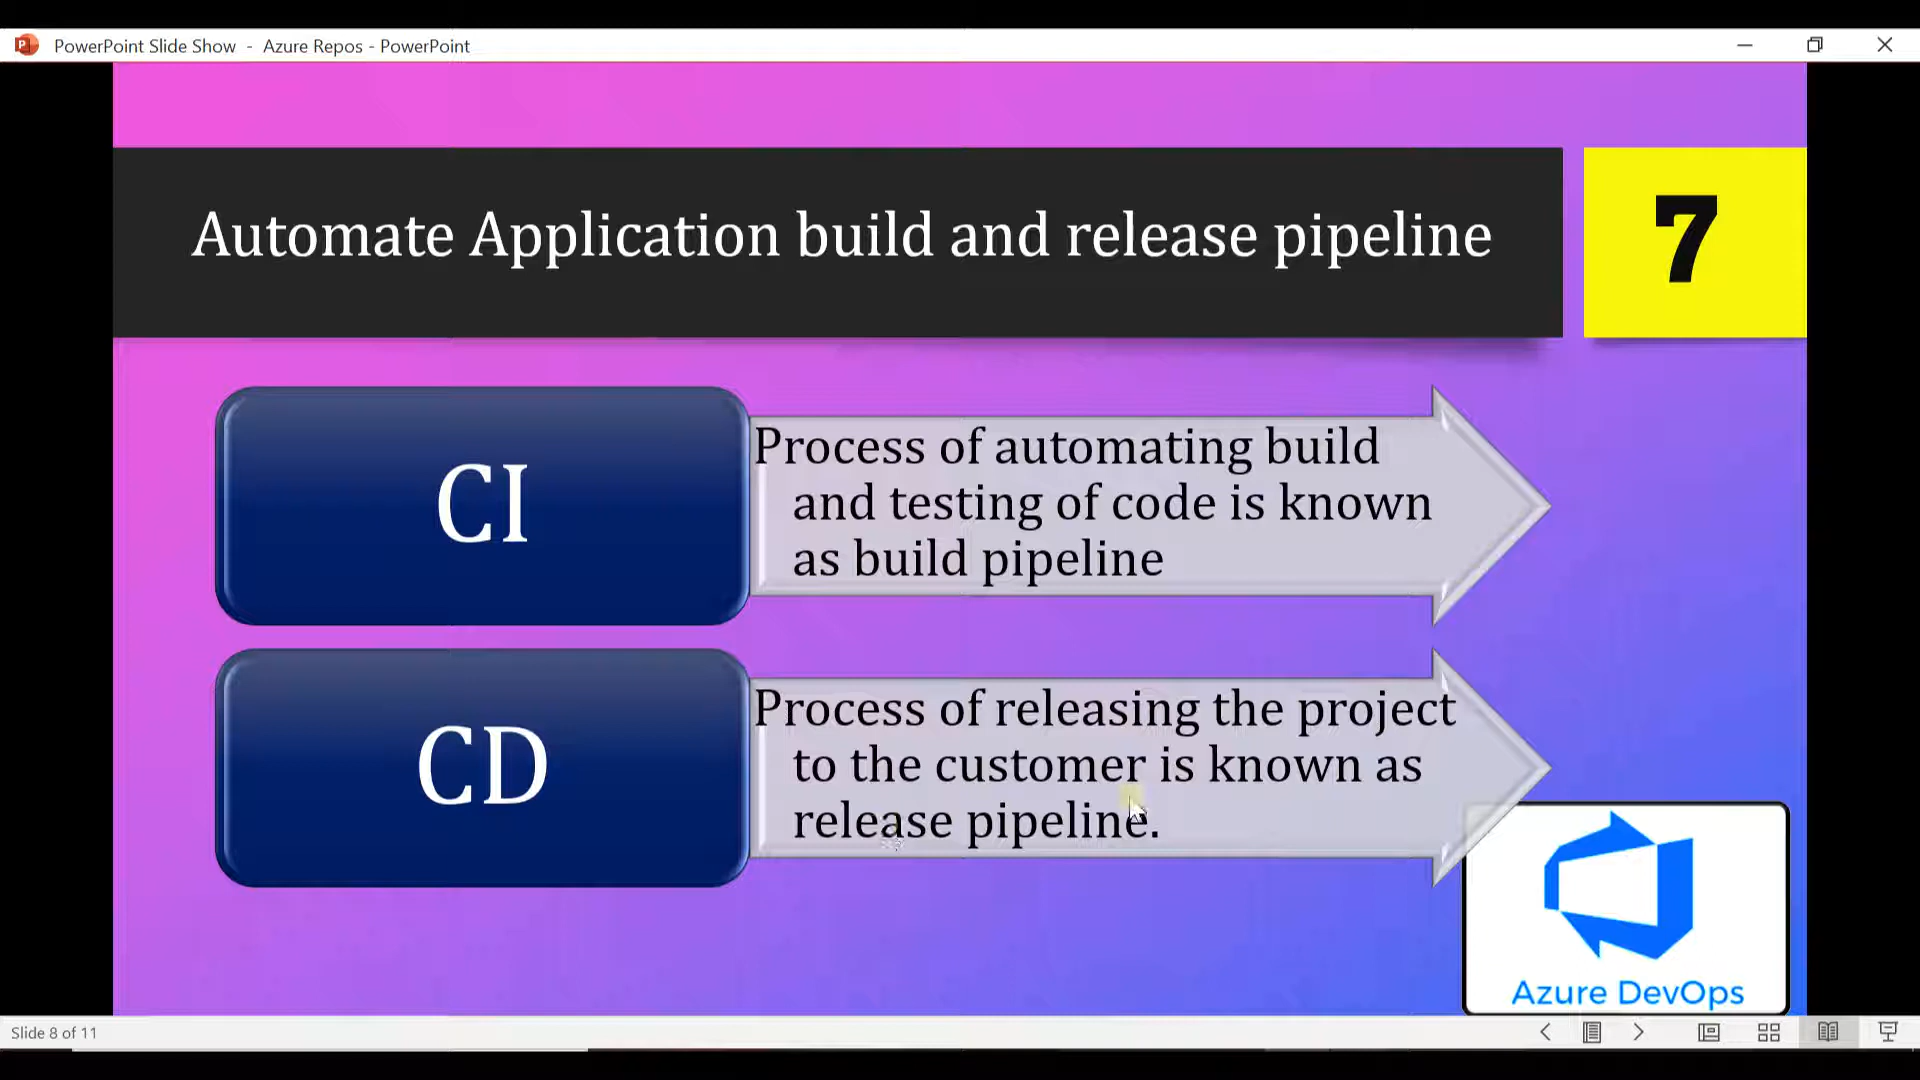 PowerPoint Slide Show - Azure Repos - PowerPoint
Automate Application build and release pipeline
7
CI
Process of automating build
and testing of code is known
as build pipeline
CD
Process of releasing the project
to the customer is known as
release pipeline.
Azure DevOps
Slide 8 of 11